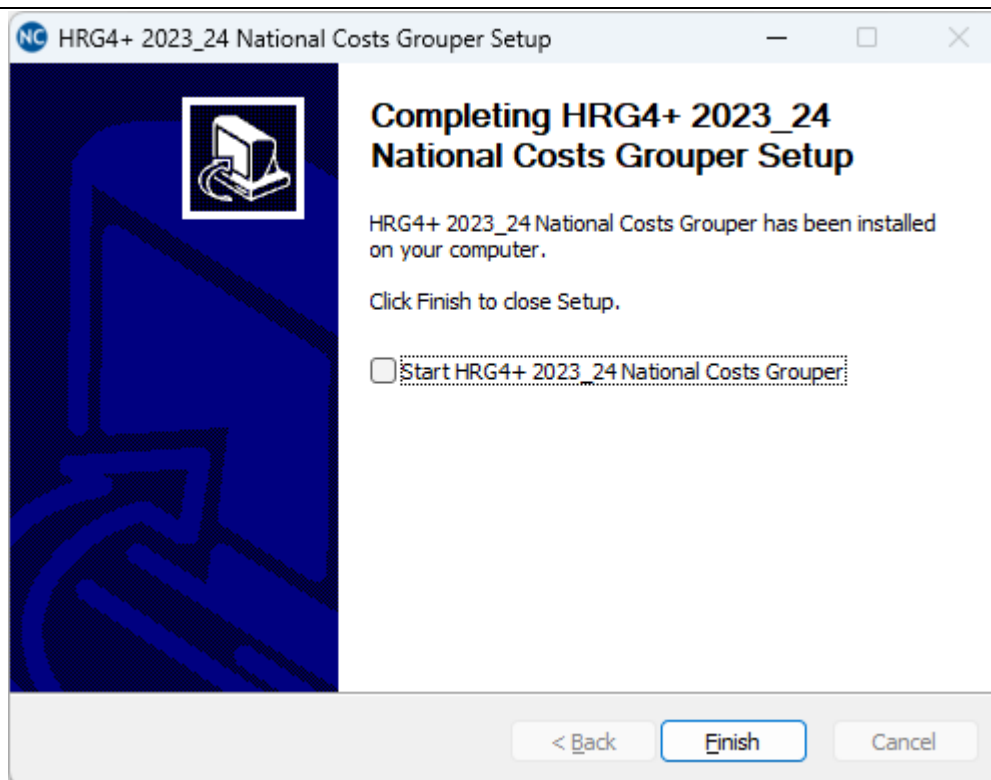 NC HRG4+ 2023_24 National Costs Grouper Setup
Completing HRG4+ 2023_24
National Costs Grouper Setup
HRG4+ 2023_24 National Costs Grouper has been installed
on your computer.
Click Finish to close Setup.
Start HRG4+ 2023_24 National Costs Grouper
< Back Finish Cancel